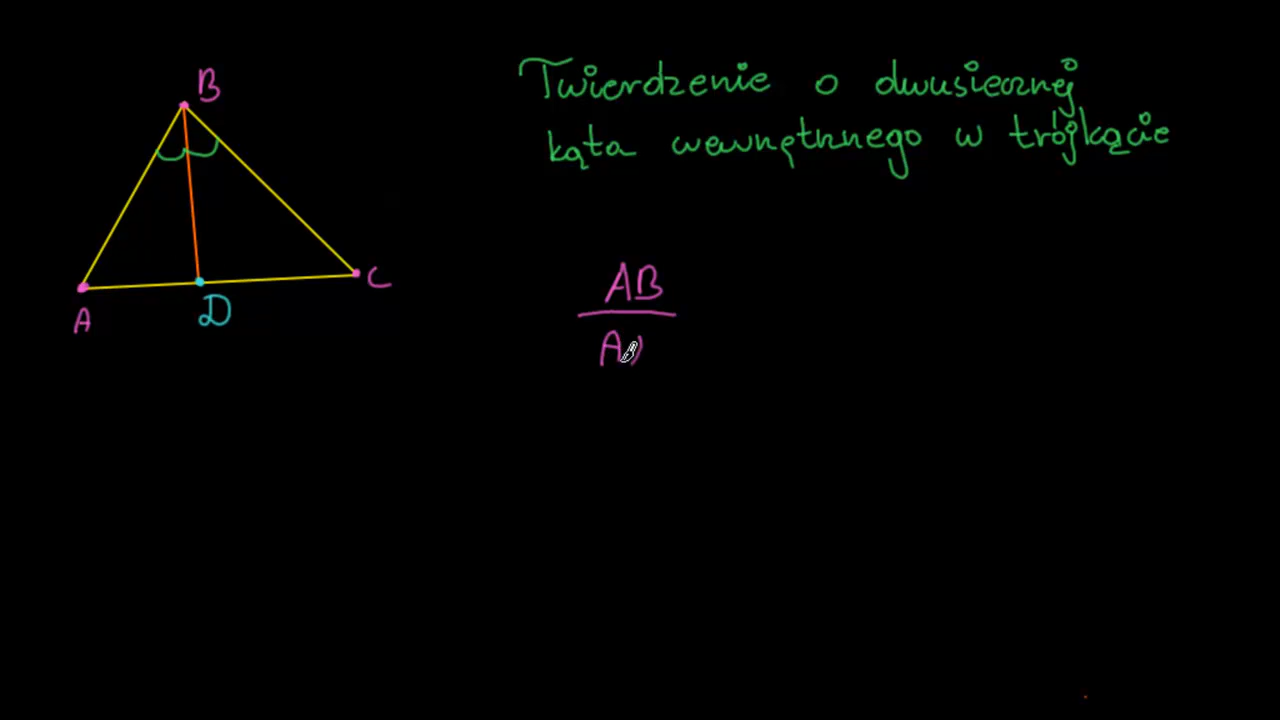 B
Twierdzenie o dwusiecznej
kąta wewnętrznego w trójkącie
AB
C
D
A
A